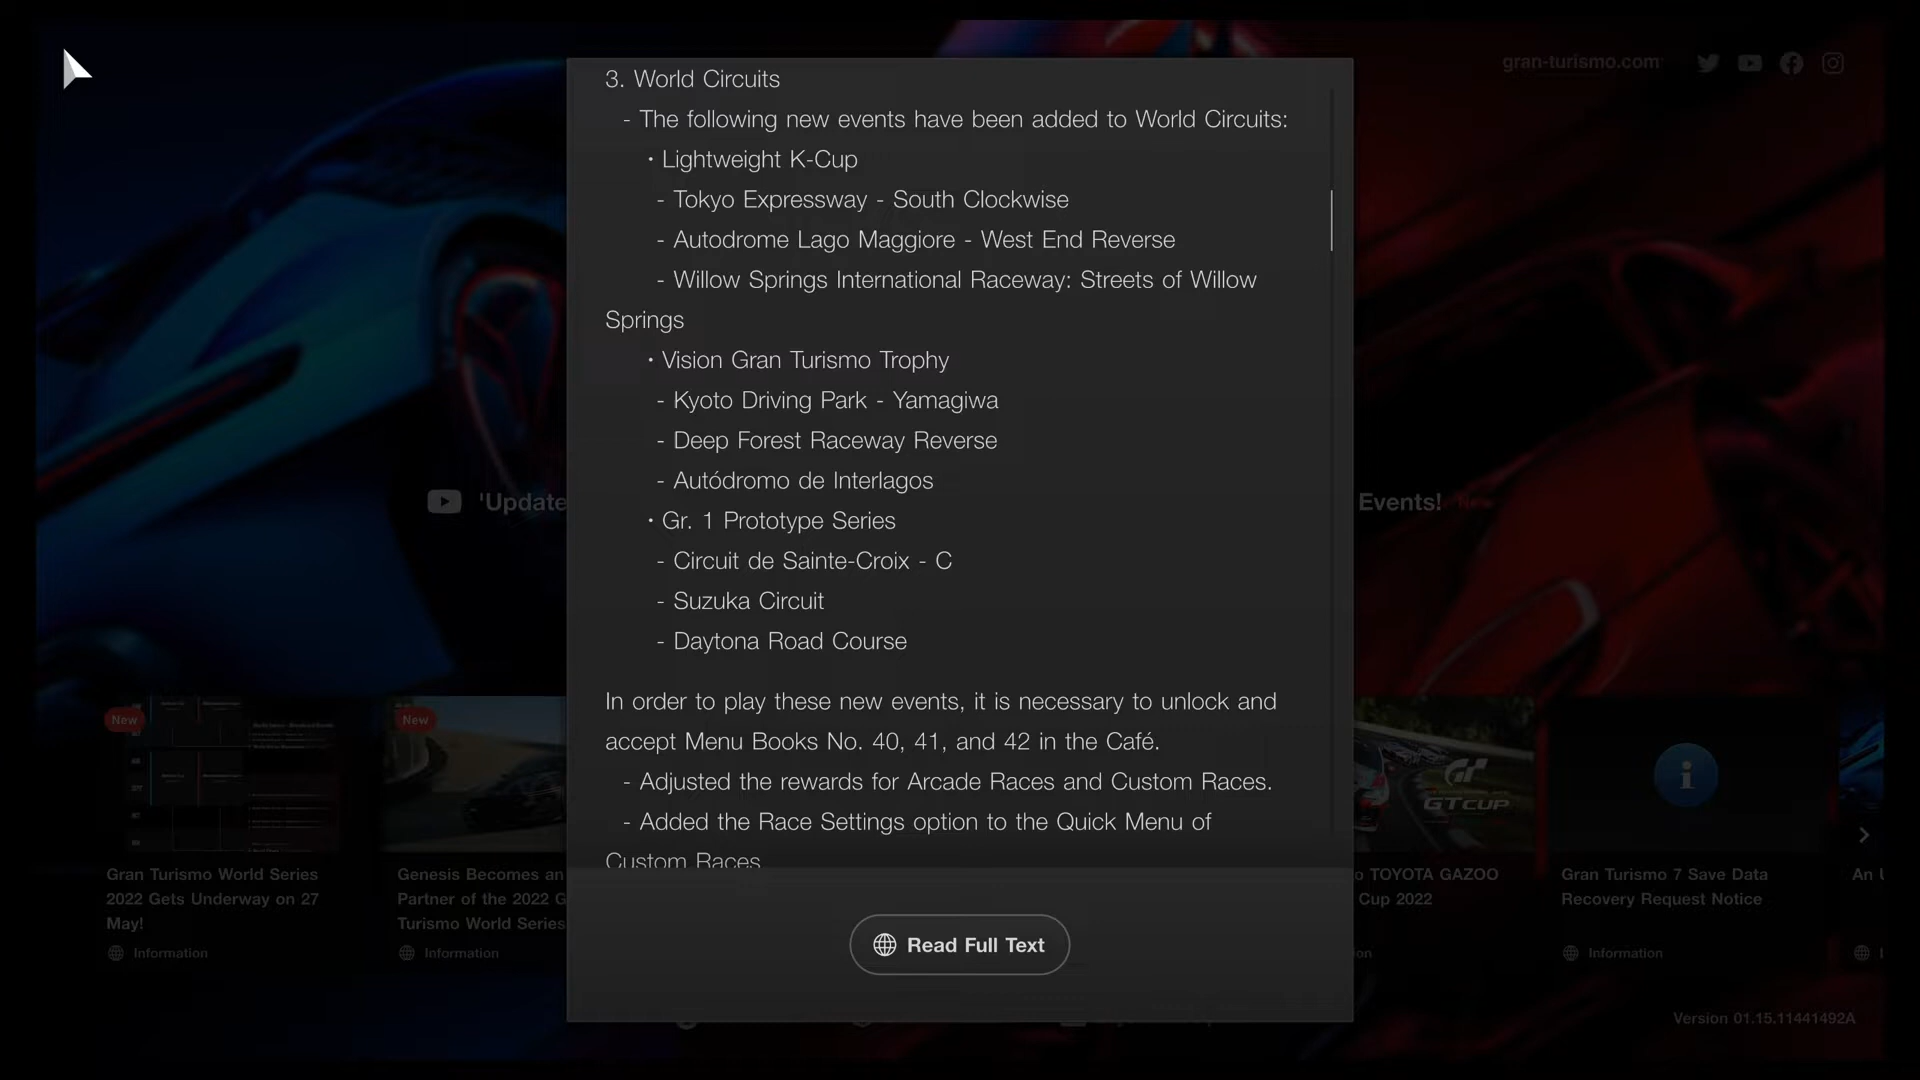 gran-turismo.com
3. World Circuits
- The following new events have been added to World Circuits:
・Lightweight K-Cup
- Tokyo Expressway - South Clockwise
- Autodrome Lago Maggiore - West End Reverse
- Willow Springs International Raceway: Streets of Willow
Springs
・Vision Gran Turismo Trophy
- Kyoto Driving Park - Yamagiwa
- Deep Forest Raceway Reverse
- Autódromo de Interlagos
・Gr. 1 Prototype Series
- Circuit de Sainte-Croix - C
- Suzuka Circuit
- Daytona Road Course
In order to play these new events, it is necessary to unlock and
accept Menu Books No. 40, 41, and 42 in the Café.
- Adjusted the rewards for Arcade Races and Custom Races.
- Added the Race Settings option to the Quick Menu of
Custom Races
Read Full Text
'Update
Events! New
New
Gran Turismo World Series
2022 Gets Underway on 27
May!
Information
New
Genesis Becomes an
Partner of the 2022 G
Turismo World Series
Information
GT CUP
TOYOTA GAZOO
Cup 2022
Gran Turismo 7 Save Data
Recovery Request Notice
Information
An
Version 01.15.11441492A